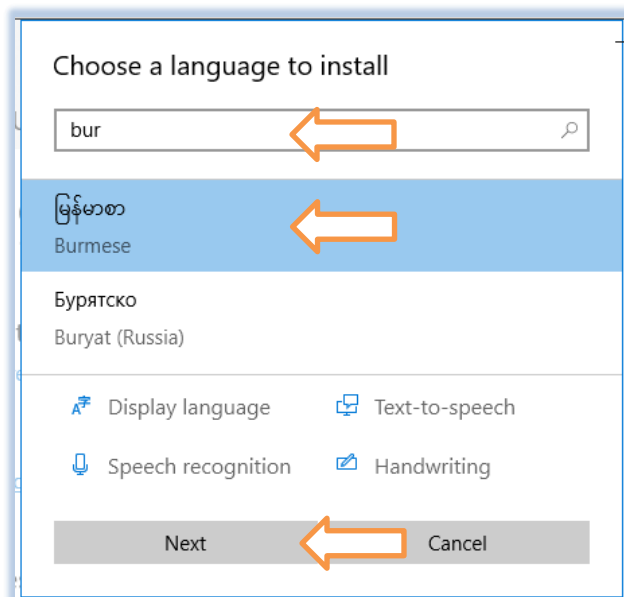 Choose a language to install
bur
မြန်မာစာ
Burmese
Бурятско
Buryat (Russia)
Display language Text-to-speech
Speech recognition Handwriting
Next Cancel